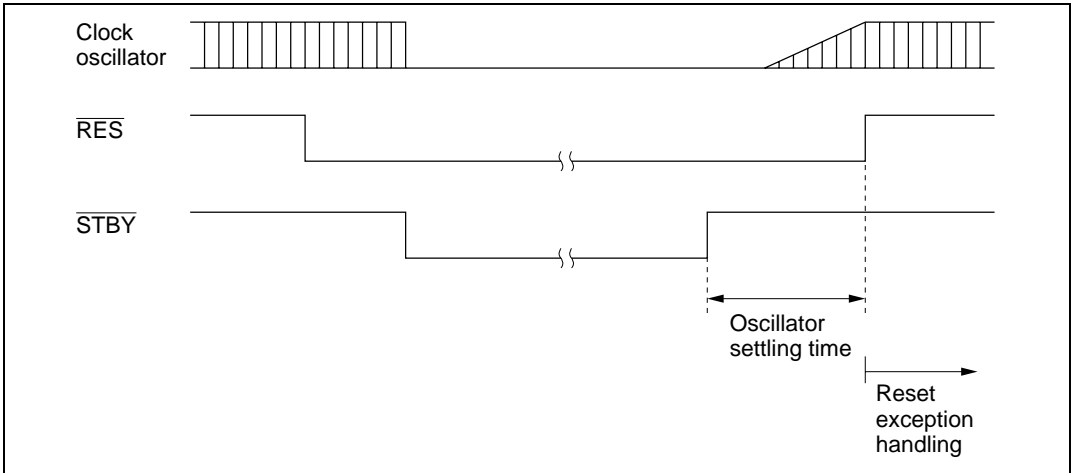 Clock
oscillator
RES
STBY
Oscillator
settling time
Reset
exception
handling